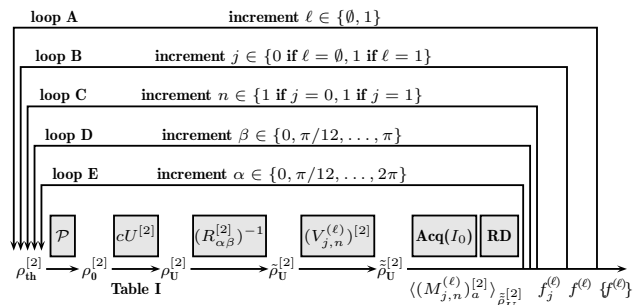 loop A increment ℓ ∈ {∅, 1}
loop B increment j ∈ {0 if ℓ = ∅, 1 if ℓ = 1}
loop C increment n ∈ {1 if j = 0, 1 if j = 1}
loop D increment β ∈ {0, π/12, . . . , π}
loop E increment α ∈ {0, π/12, . . . , 2π}
𝒫 cU^{[2]} (R_{αβ}^{[2]})^{−1} (V_{j,n}^{(ℓ)})^{[2]} Acq(I_0) RD
ρ_{th}^{[2]} ρ_0^{[2]} ρ_U^{[2]} ρ̃_U^{[2]} ρ̃̃_U^{[2]} ⟨(M_{j,n}^{(ℓ)})_a^{[2]}⟩_{ρ̃̃_U^{[2]}} f_j^{(ℓ)} f^{(ℓ)} {f^{(ℓ)}}
Table I